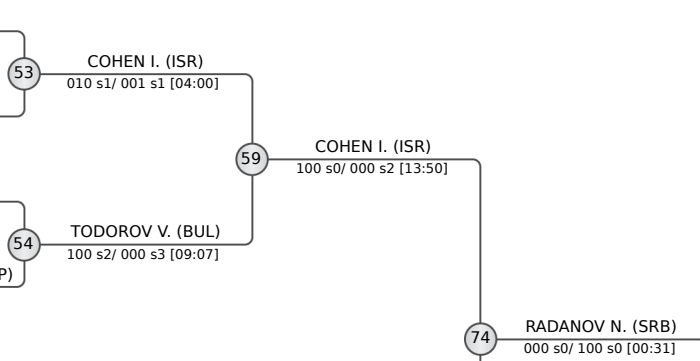 COHEN I. (ISR)
53
010 s1/ 001 s1 [04:00]
COHEN I. (ISR)
59
100 s0/ 000 s2 [13:50]
TODOROV V. (BUL)
54
100 s2/ 000 s3 [09:07]
P)
RADANOV N. (SRB)
74
000 s0/ 100 s0 [00:31]